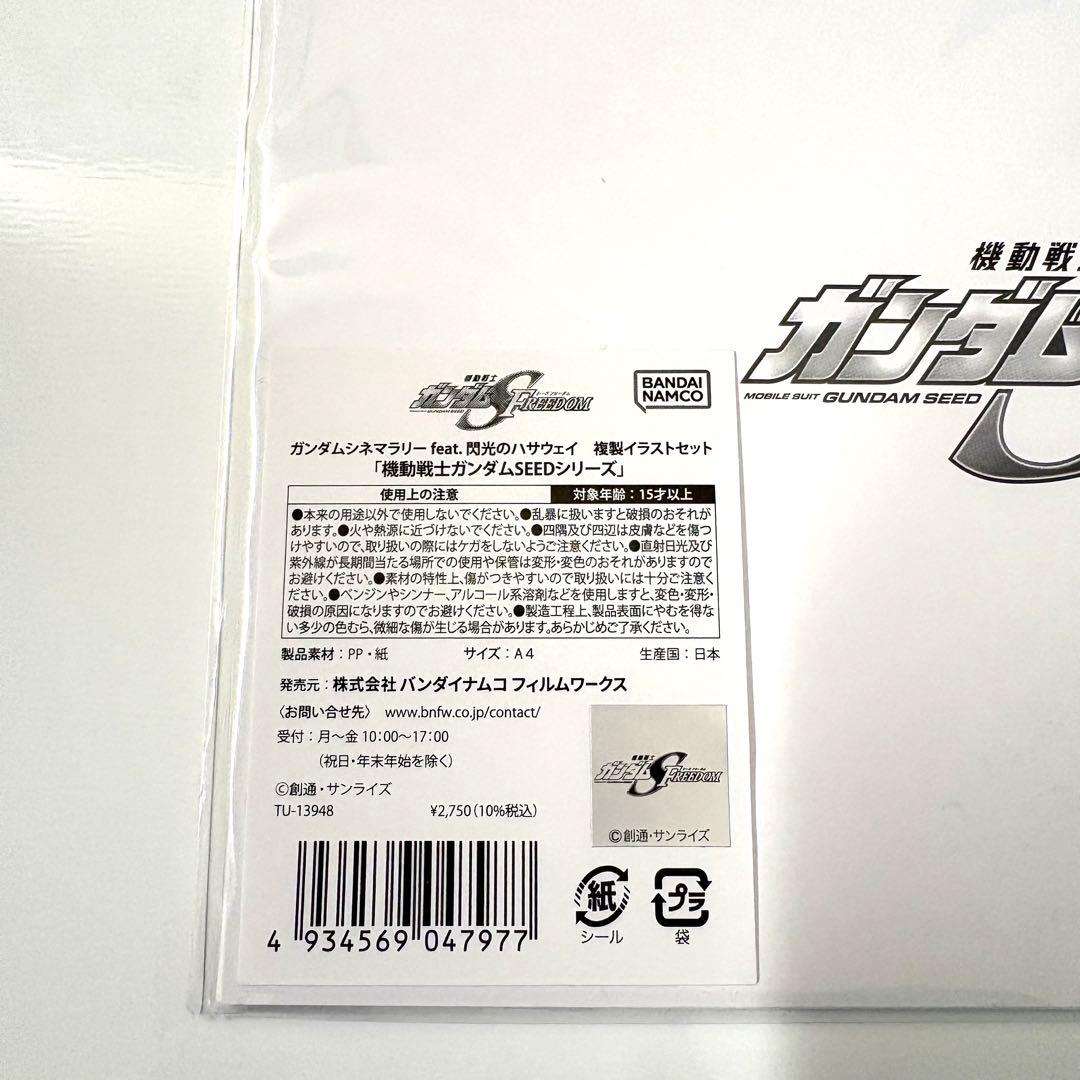 機動戦
ガンダム
MOBILE SUIT GUNDAM SEED
機動戦士
ガンダムSEED FREEDOM
BANDAI
NAMCO
ガンダムシネマラリー feat. 閃光のハサウェイ　複製イラストセット
「機動戦士ガンダムSEEDシリーズ」
使用上の注意　対象年齢：15才以上
●本来の用途以外で使用しないでください。●乱暴に扱いますと破損のおそれが
あります。●火や熱源に近づけないでください。●四隅及び四辺は皮膚などを傷つ
けやすいので、取り扱いの際にはケガをしないようご注意ください。●直射日光及び
紫外線が長期間当たる場所での使用や保管は変形・変色のおそれがありますので
お避けください。●素材の特性上、傷がつきやすいので取り扱いには十分ご注意く
ださい。●ベンジンやシンナー、アルコール系溶剤などを使用しますと、変色・変形・
破損の原因になりますのでお避けください。●製造工程上、製品表面にやむを得な
い多少の色むら、微細な傷が生じる場合があります。あらかじめご了承ください。
製品素材：PP・紙　サイズ：A4　生産国：日本
発売元：株式会社 バンダイナムコ フィルムワークス
〈お問い合せ先〉 www.bnfw.co.jp/contact/
受付：月～金 10:00～17:00
（祝日・年末年始を除く）
©創通・サンライズ
TU-13948　¥2,750（10%税込）
機動戦士
ガンダムS FREEDOM
©創通・サンライズ
4 934569 047977
紙
シール
プラ
袋